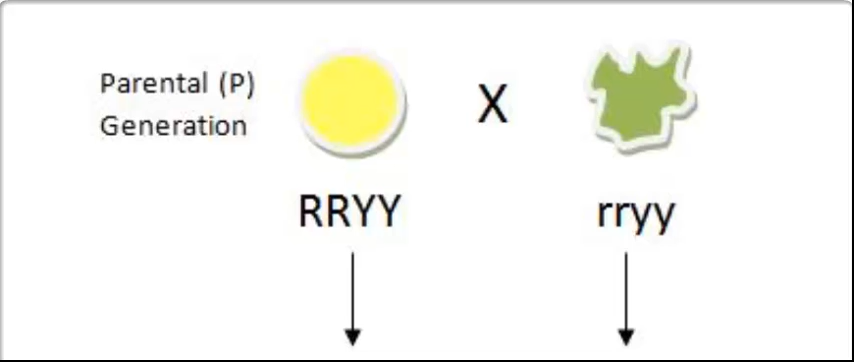 Parental (P)
Generation
X
RRYY
rryy